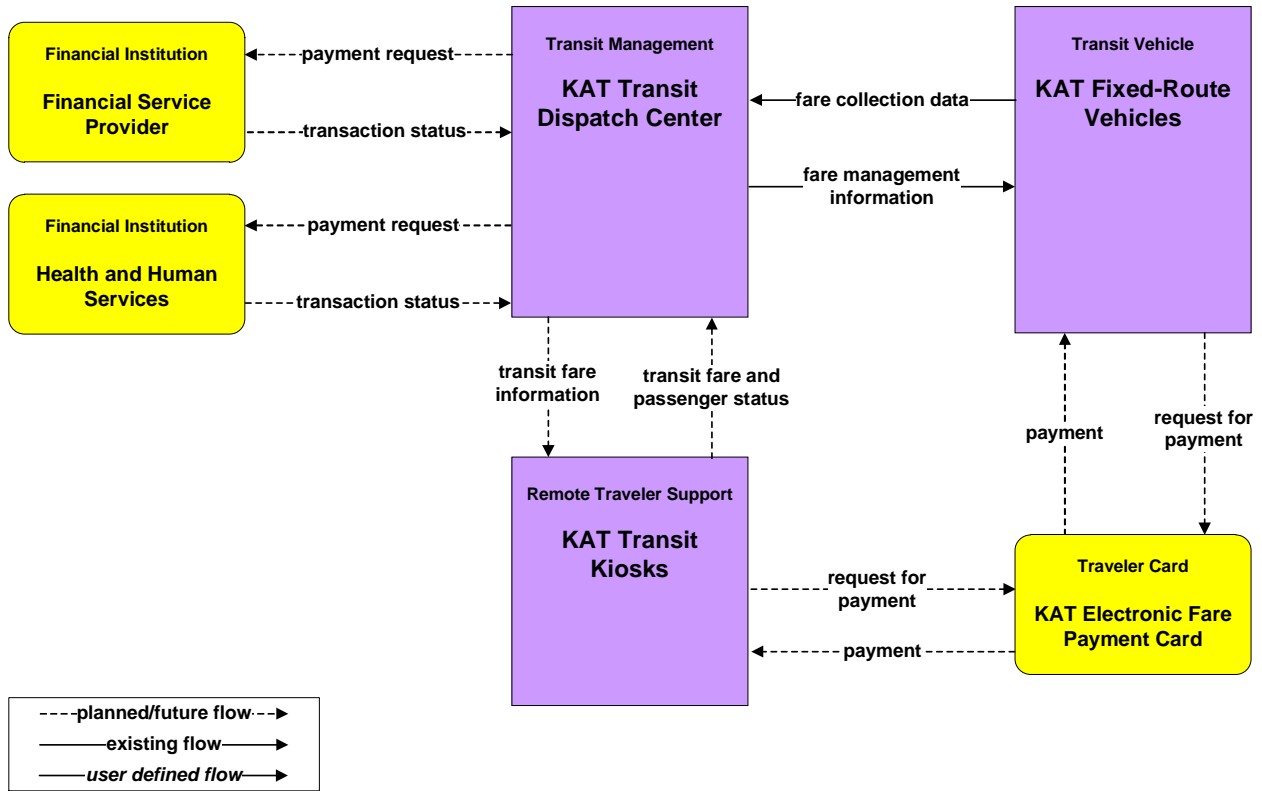 Financial Institution
Financial Service
Provider
payment request
transaction status
Transit Management
KAT Transit
Dispatch Center
fare collection data
fare management
information
Transit Vehicle
KAT Fixed-Route
Vehicles
Financial Institution
Health and Human
Services
payment request
transaction status
transit fare
information
transit fare and
passenger status
payment
request for
payment
Remote Traveler Support
KAT Transit
Kiosks
request for
payment
payment
Traveler Card
KAT Electronic Fare
Payment Card
planned/future flow
existing flow
user defined flow